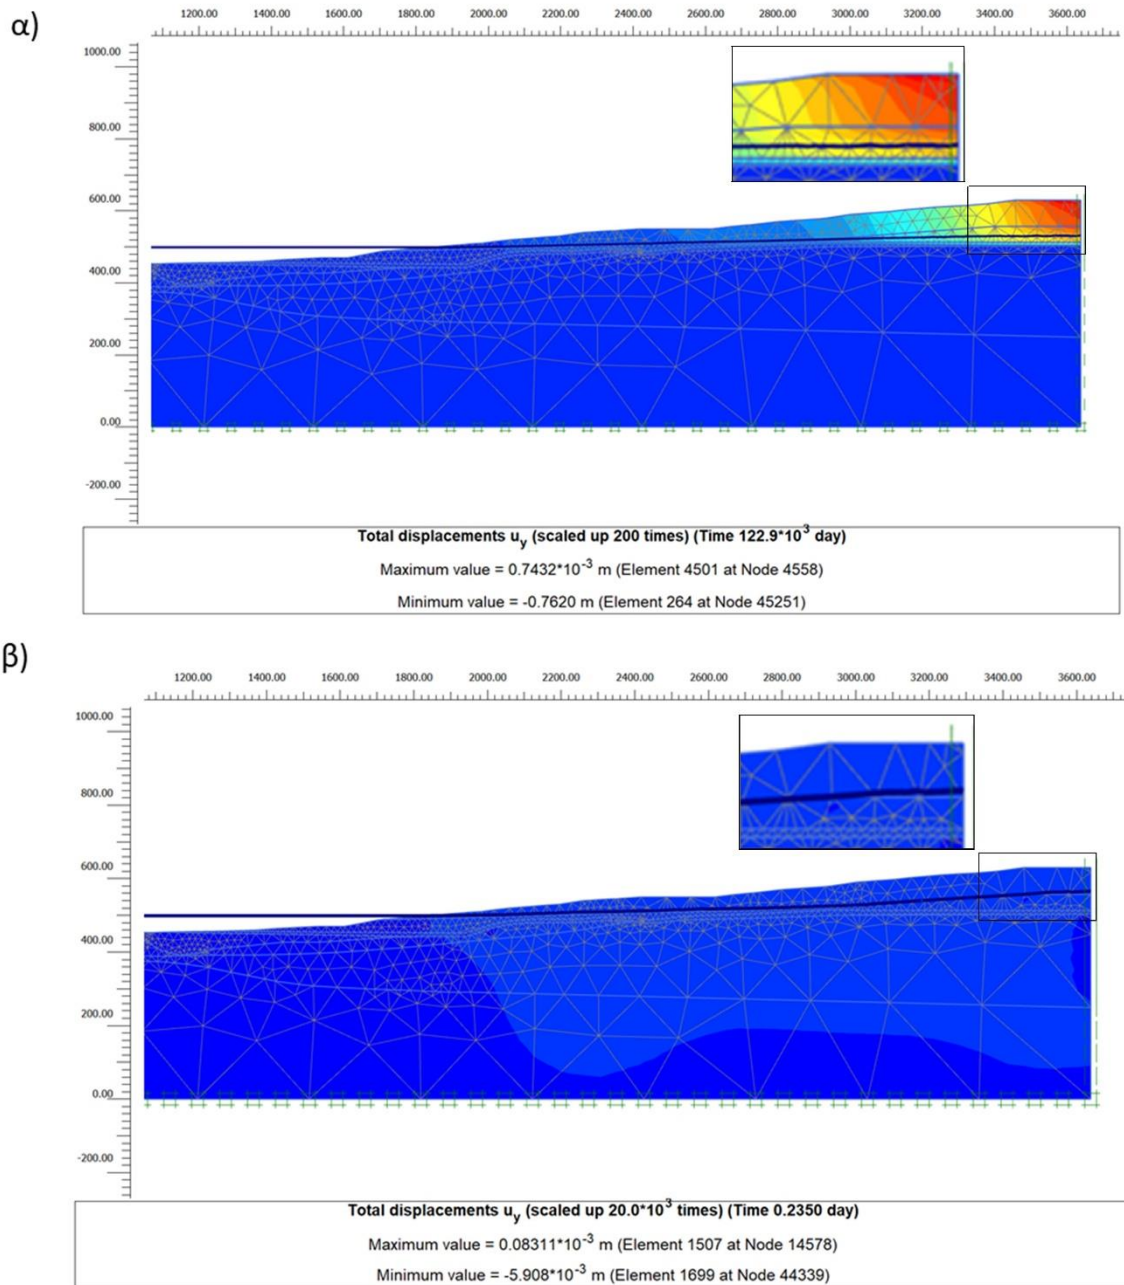 α)
1200.00 1400.00 1600.00 1800.00 2000.00 2200.00 2400.00 2600.00 2800.00 3000.00 3200.00 3400.00 3600.00
1000.00
800.00
600.00
400.00
200.00
0.00
-200.00
Total displacements u_y (scaled up 200 times) (Time 122.9*10^3 day)
Maximum value = 0.7432*10^-3 m (Element 4501 at Node 4558)
Minimum value = -0.7620 m (Element 264 at Node 45251)
β)
1200.00 1400.00 1600.00 1800.00 2000.00 2200.00 2400.00 2600.00 2800.00 3000.00 3200.00 3400.00 3600.00
1000.00
800.00
600.00
400.00
200.00
0.00
-200.00
Total displacements u_y (scaled up 20.0*10^3 times) (Time 0.2350 day)
Maximum value = 0.08311*10^-3 m (Element 1507 at Node 14578)
Minimum value = -5.908*10^-3 m (Element 1699 at Node 44339)